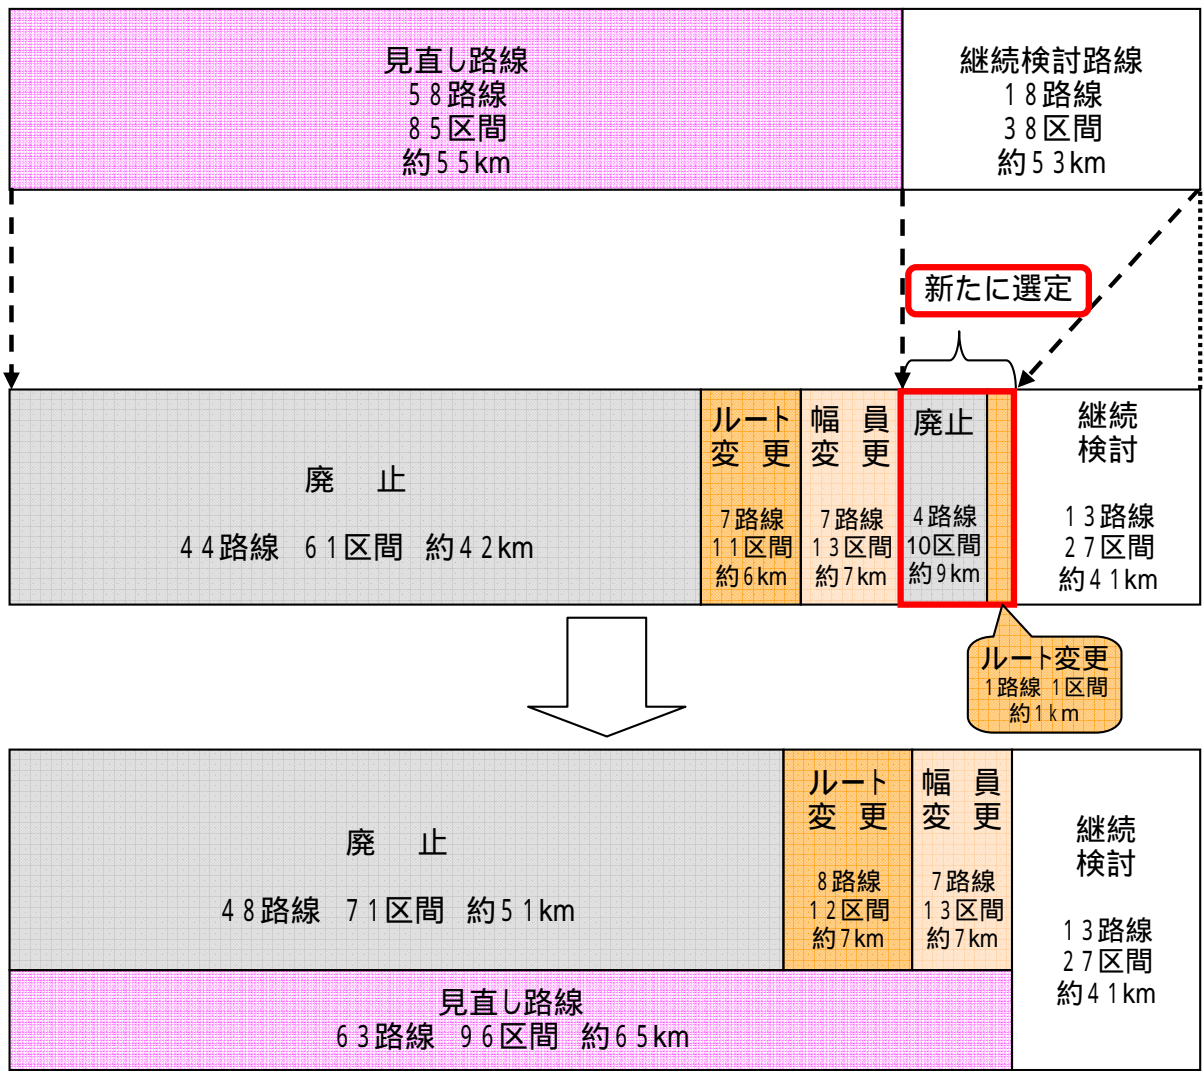 見直し路線
５８路線
８５区間
約５５km
継続検討路線
１８路線
３８区間
約５３km
新たに選定
廃　止
４４路線　６１区間　約４２km
ルート
変　更
７路線
１１区間
約６km
幅　員
変　更
７路線
１３区間
約７km
廃止
４路線
10区間
約９km
継続
検討
１３路線
２７区間
約４１km
ルート変更
１路線 １区間
約１ｋｍ
廃　止
４８路線　７１区間　約５１km
ルート
変　更
８路線
１２区間
約７km
幅　員
変　更
７路線
１３区間
約７km
継続
検討
１３路線
２７区間
約４１km
見直し路線
６３路線　９６区間　約６５km